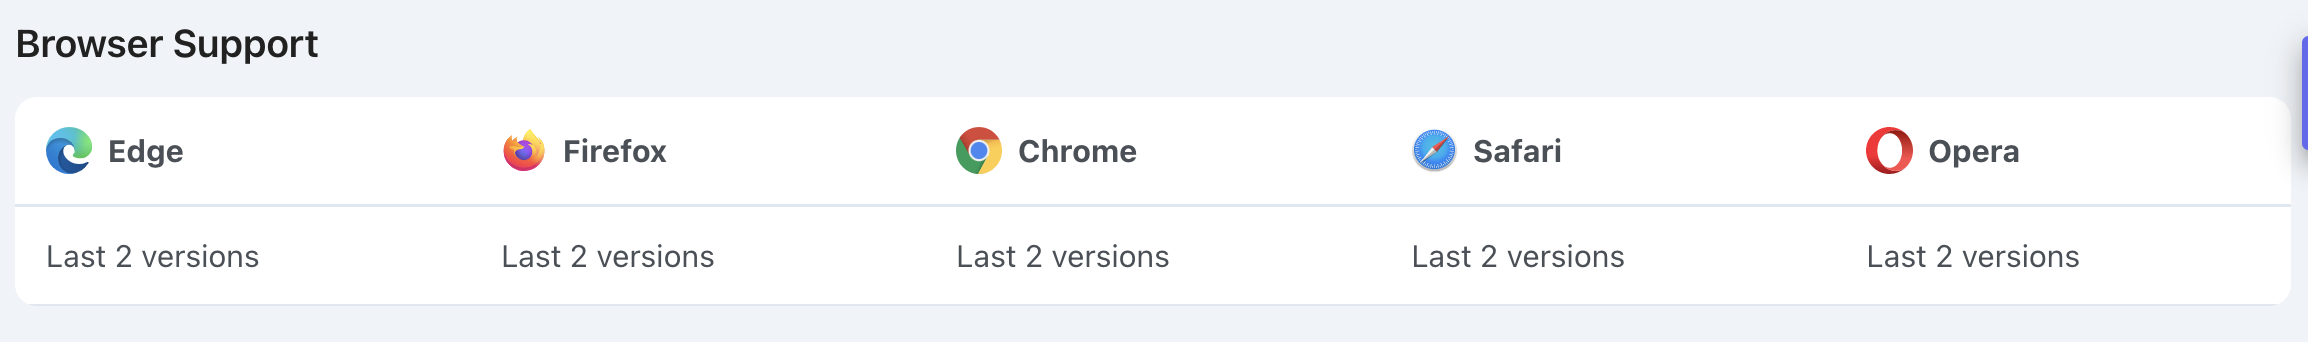 Browser Support
Edge Firefox Chrome Safari Opera
Last 2 versions Last 2 versions Last 2 versions Last 2 versions Last 2 versions